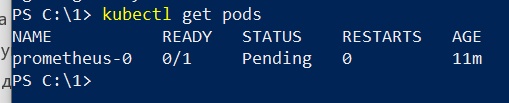 а
PS C:\1> kubectl get pods
NAME READY STATUS RESTARTS AGE
у
prometheus-0 0/1 Pending 0 11m
д
PS C:\1>